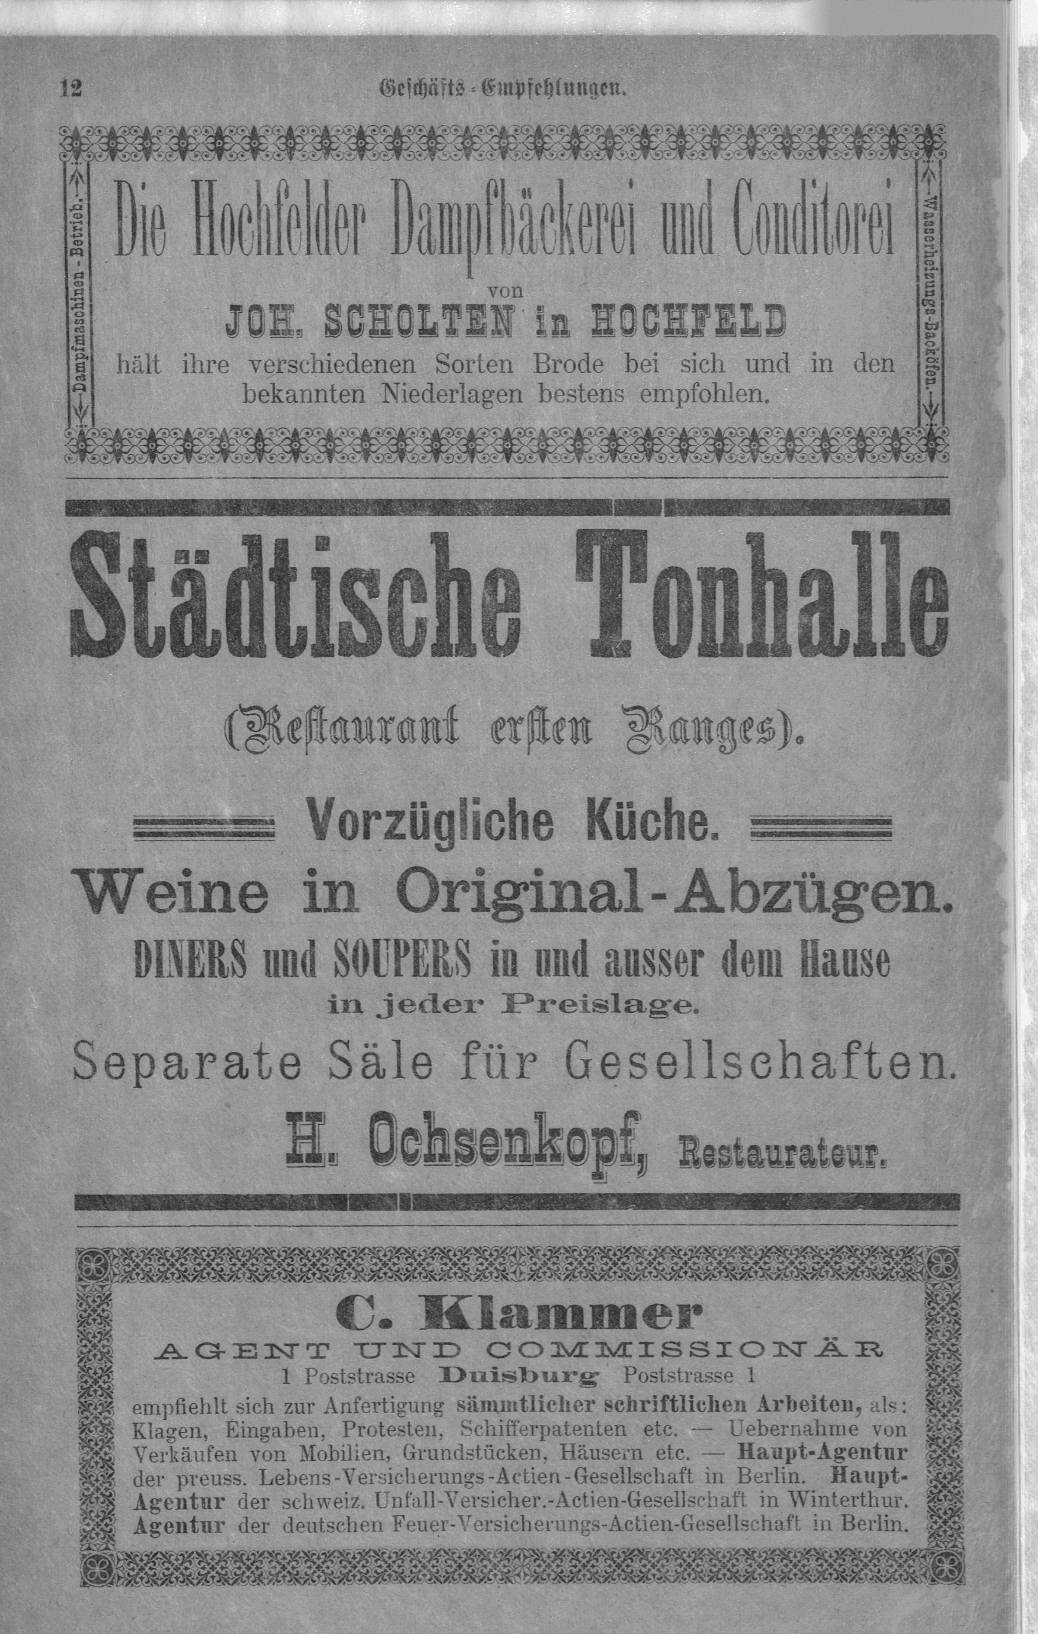 12
Geschäfts-Empfehlungen.
Die Hochfelder Dampfbäckerei und Conditorei
von
JOH. SCHOLTEN in HOCHFELD
hält ihre verschiedenen Sorten Brode bei sich und in den
bekannten Niederlagen bestens empfohlen.
Dampfmaschinen-Betrieb.
Wasserheizungs-Backöfen.
Städtische Tonhalle
(Restaurant ersten Ranges).
Vorzügliche Küche.
Weine in Original-Abzügen.
DINERS und SOUPERS in und ausser dem Hause
in jeder Preislage.
Separate Säle für Gesellschaften.
H. Ochsenkopf, Restaurateur.
C. Klammer
AGENT UND COMMISSIONÄR
1 Poststrasse Duisburg Poststrasse 1
empfiehlt sich zur Anfertigung sämmtlicher schriftlichen Arbeiten, als:
Klagen, Eingaben, Protesten, Schifferpatenten etc. — Uebernahme von
Verkäufen von Mobilien, Grundstücken, Häusern etc. — Haupt-Agentur
der preuss. Lebens-Versicherungs-Actien-Gesellschaft in Berlin. Haupt-
Agentur der schweiz. Unfall-Versicher.-Actien-Gesellschaft in Winterthur.
Agentur der deutschen Feuer-Versicherungs-Actien-Gesellschaft in Berlin.